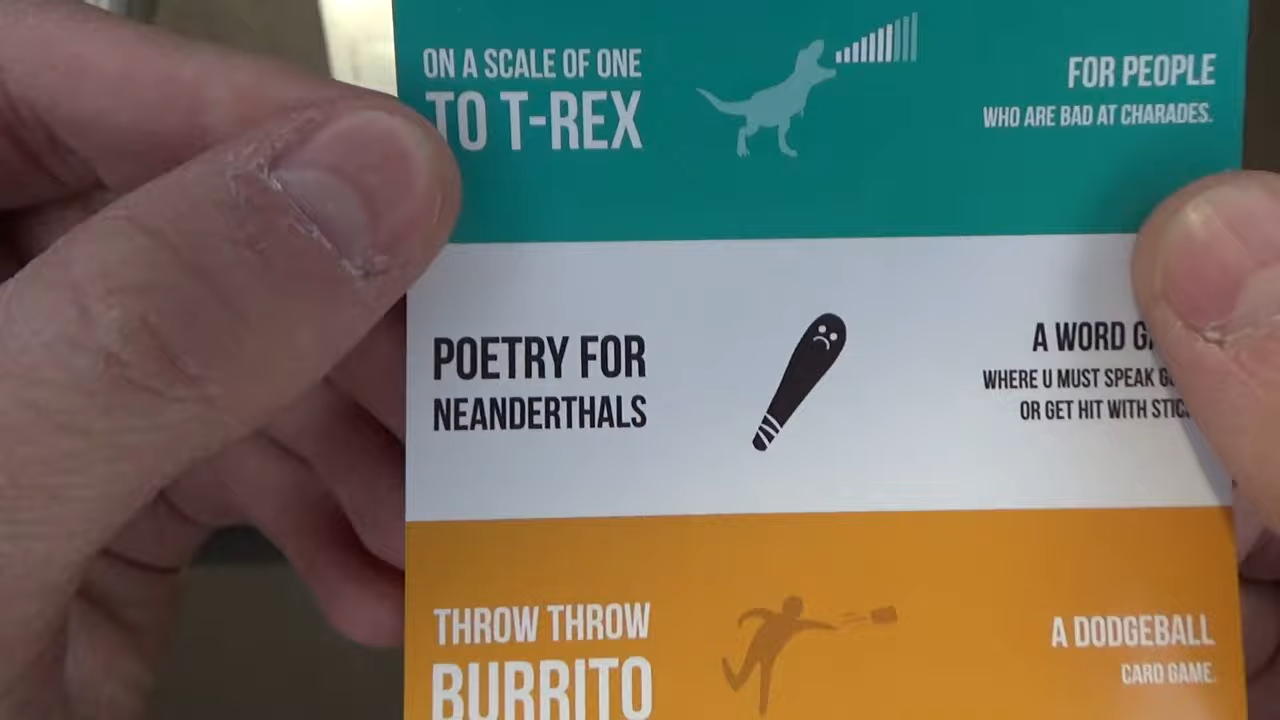 ON A SCALE OF ONE
TO T-REX
FOR PEOPLE
WHO ARE BAD AT CHARADES.
POETRY FOR
NEANDERTHALS
A WORD
WHERE U MUST SPEAK
OR GET HIT WITH
THROW THROW
BURRITO
A DODGEBALL
CARD GAME.